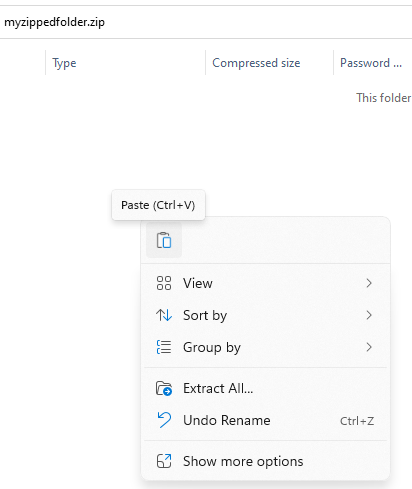 myzippedfolder.zip
Type Compressed size Password ...
This folder
Paste (Ctrl+V)
View
Sort by
Group by
Extract All...
Undo Rename Ctrl+Z
Show more options